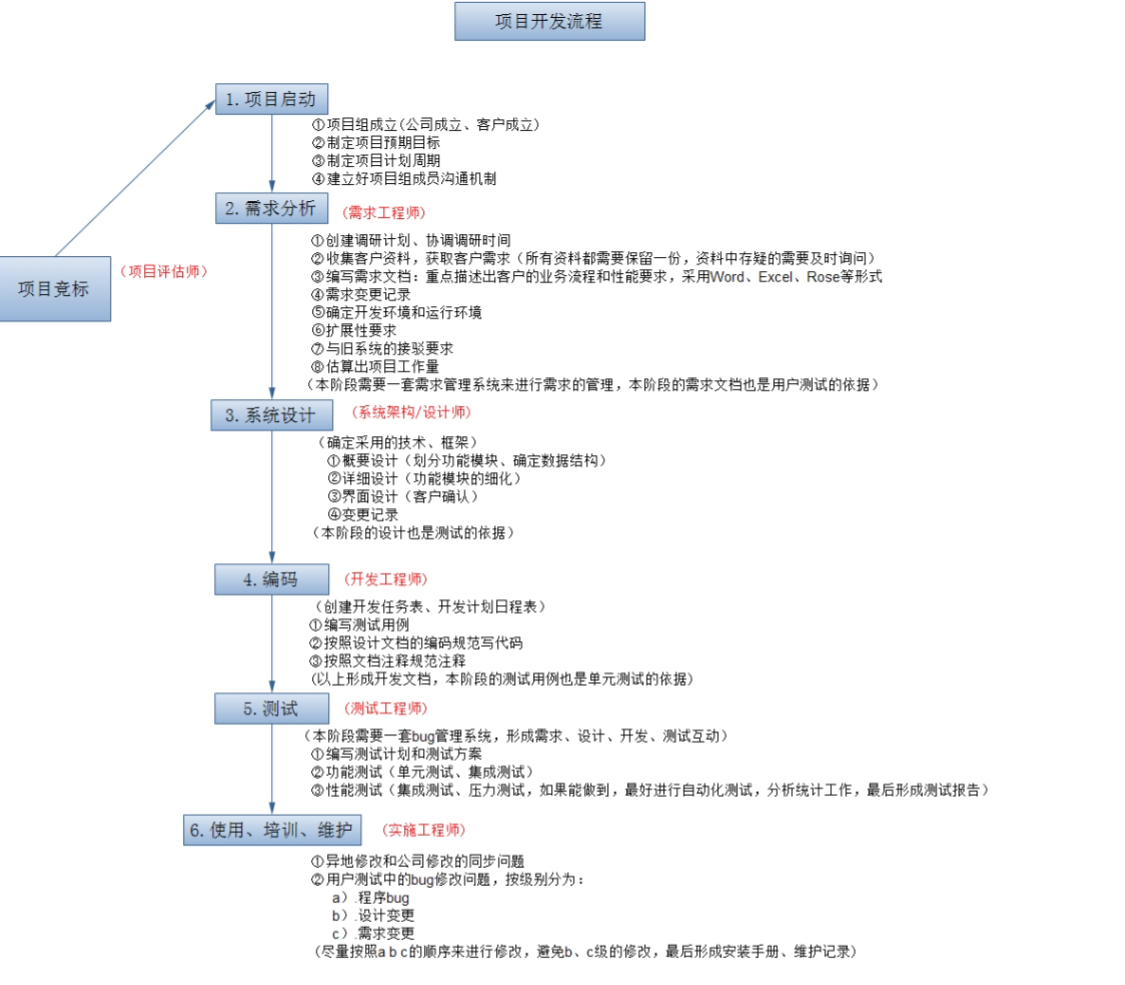 项目开发流程
1.项目启动
①项目组成立(公司成立、客户成立)
②制定项目预期目标
③制定项目计划周期
④建立好项目组成员沟通机制
2.需求分析 （需求工程师）
①创建调研计划、协调调研时间
②收集客户资料，获取客户需求（所有资料都需要保留一份，资料中存疑的需要及时询问）
项目竞标 （项目评估师）
③编写需求文档：重点描述出客户的业务流程和性能要求，采用Word、Excel、Rose等形式
④需求变更记录
⑤确定开发环境和运行环境
⑥扩展性要求
⑦与旧系统的接驳要求
⑧估算出项目工作量
（本阶段需要一套需求管理系统来进行需求的管理，本阶段的需求文档也是用户测试的依据）
3.系统设计 （系统架构/设计师）
（确定采用的技术、框架）
①概要设计（划分功能模块、确定数据结构）
②详细设计（功能模块的细化）
③界面设计（客户确认）
④变更记录
（本阶段的设计也是测试的依据）
4.编码 （开发工程师）
（创建开发任务表、开发计划日程表）
①编写测试用例
②按照设计文档的编码规范写代码
③按照文档注释规范注释
(以上形成开发文档，本阶段的测试用例也是单元测试的依据）
5.测试 （测试工程师）
（本阶段需要一套bug管理系统，形成需求、设计、开发、测试互动）
①编写测试计划和测试方案
②功能测试（单元测试、集成测试）
③性能测试（集成测试、压力测试，如果能做到，最好进行自动化测试，分析统计工作，最后形成测试报告）
6.使用、培训、维护 （实施工程师）
①异地修改和公司修改的同步问题
②用户测试中的bug修改问题，按级别分为：
a）.程序bug
b）.设计变更
c）.需求变更
（尽量按照a b c的顺序来进行修改，避免b、c级的修改，最后形成安装手册、维护记录）